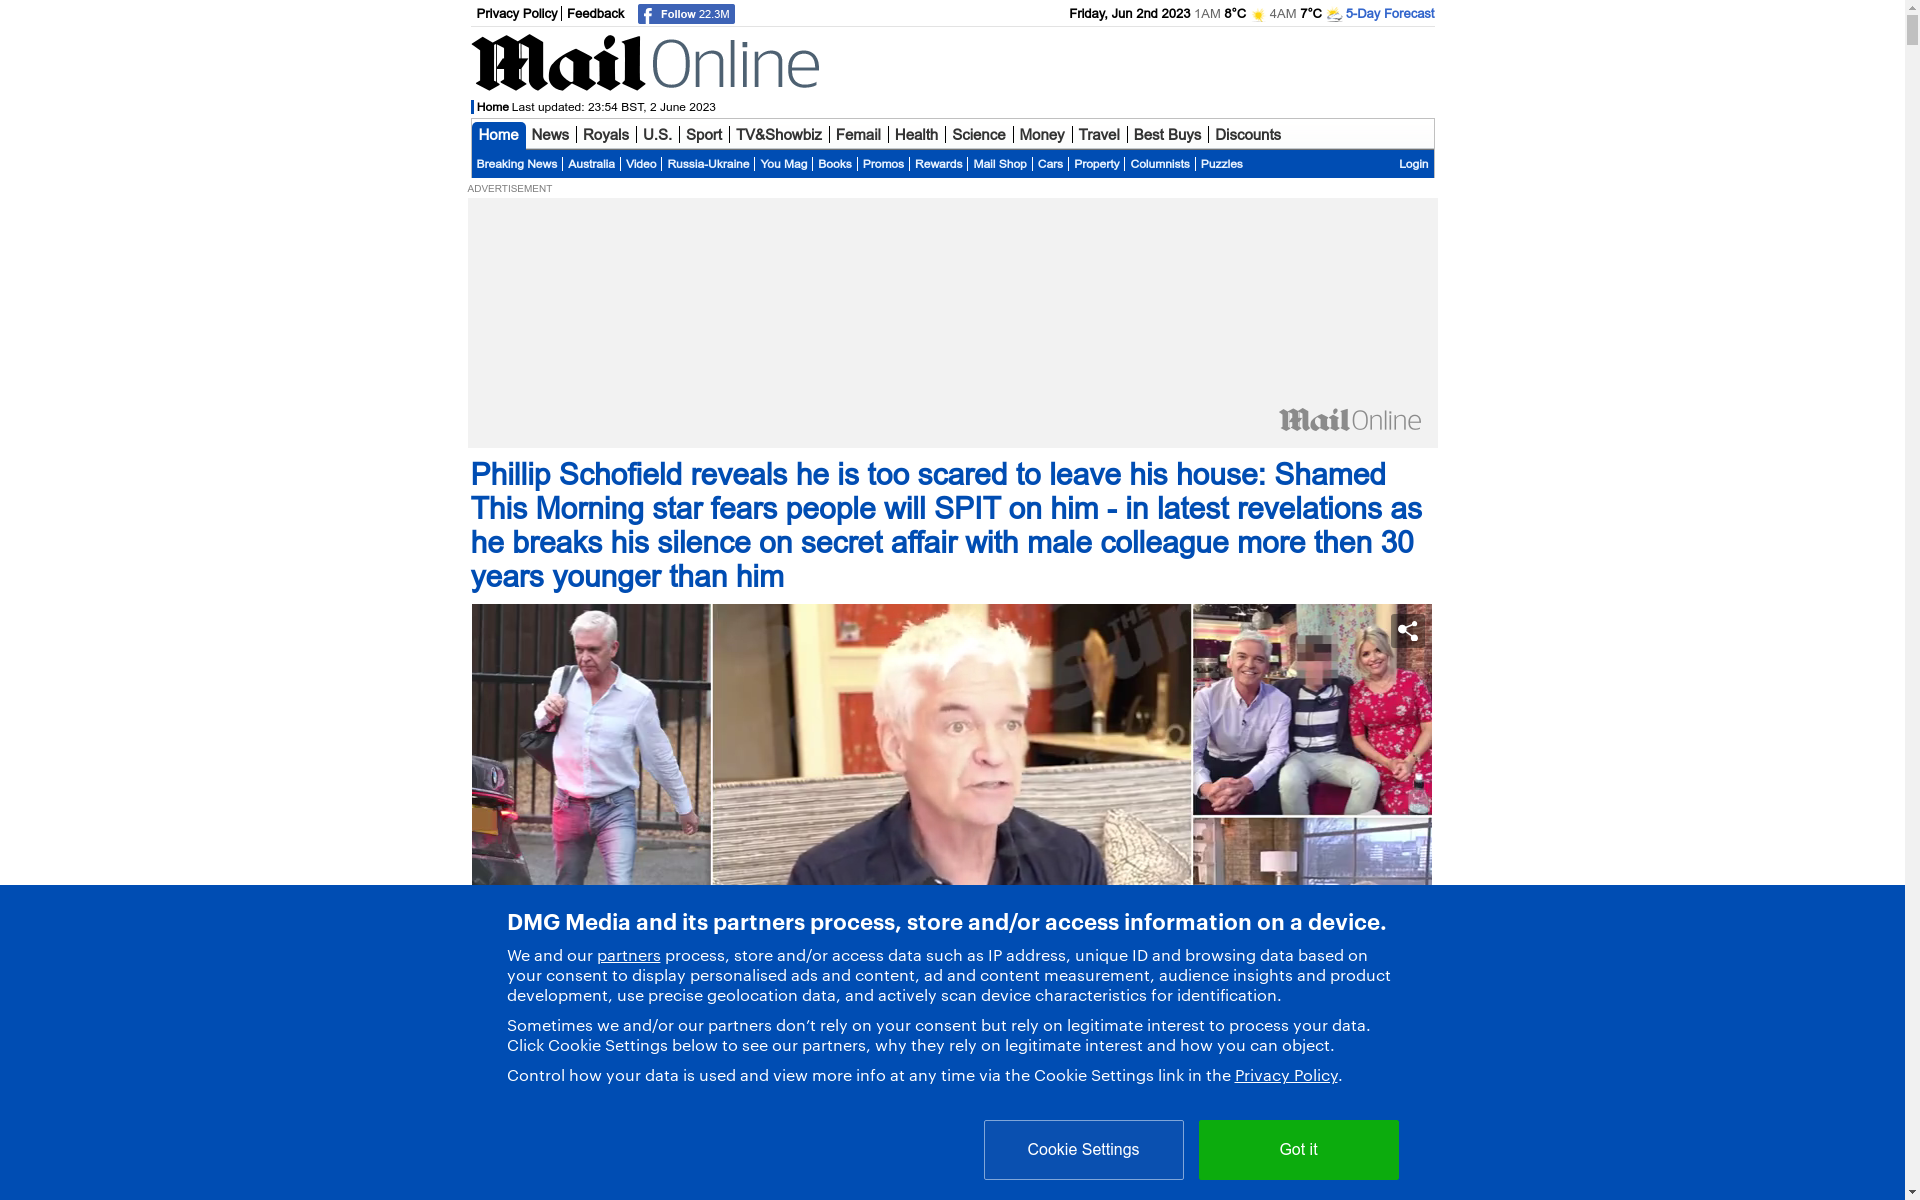 Privacy Policy Feedback Follow 22.3M Friday, Jun 2nd 2023 1AM 8°C 4AM 7°C 5-Day Forecast
Mail Online
Home Last updated: 23:54 BST, 2 June 2023
Home News Royals U.S. Sport TV&Showbiz Femail Health Science Money Travel Best Buys Discounts
Breaking News Australia Video Russia-Ukraine You Mag Books Promos Rewards Mail Shop Cars Property Columnists Puzzles Login
ADVERTISEMENT
Mail Online
Phillip Schofield reveals he is too scared to leave his house: Shamed
This Morning star fears people will SPIT on him - in latest revelations as
he breaks his silence on secret affair with male colleague more then 30
years younger than him
THE
Sun
DMG Media and its partners process, store and/or access information on a device.
We and our partners process, store and/or access data such as IP address, unique ID and browsing data based on
your consent to display personalised ads and content, ad and content measurement, audience insights and product
development, use precise geolocation data, and actively scan device characteristics for identification.
Sometimes we and/or our partners don’t rely on your consent but rely on legitimate interest to process your data.
Click Cookie Settings below to see our partners, why they rely on legitimate interest and how you can object.
Control how your data is used and view more info at any time via the Cookie Settings link in the Privacy Policy.
Cookie Settings Got it